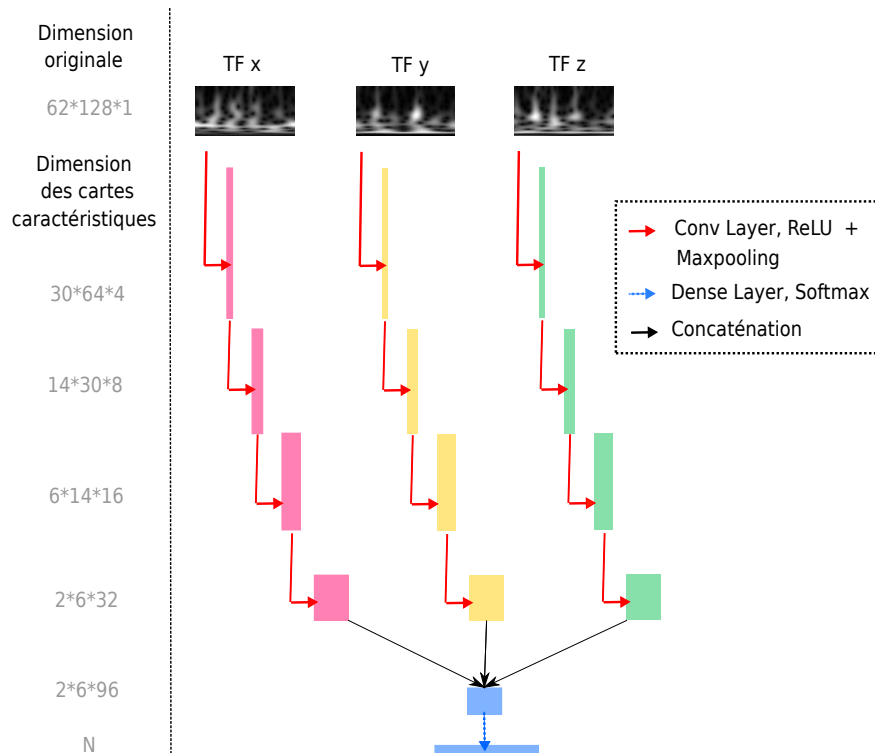 Dimension
originale
TF x
TF y
TF z
62*128*1
Dimension
des cartes
caractéristiques
Conv Layer, ReLU +
Maxpooling
Dense Layer, Softmax
Concaténation
30*64*4
14*30*8
6*14*16
2*6*32
2*6*96
N